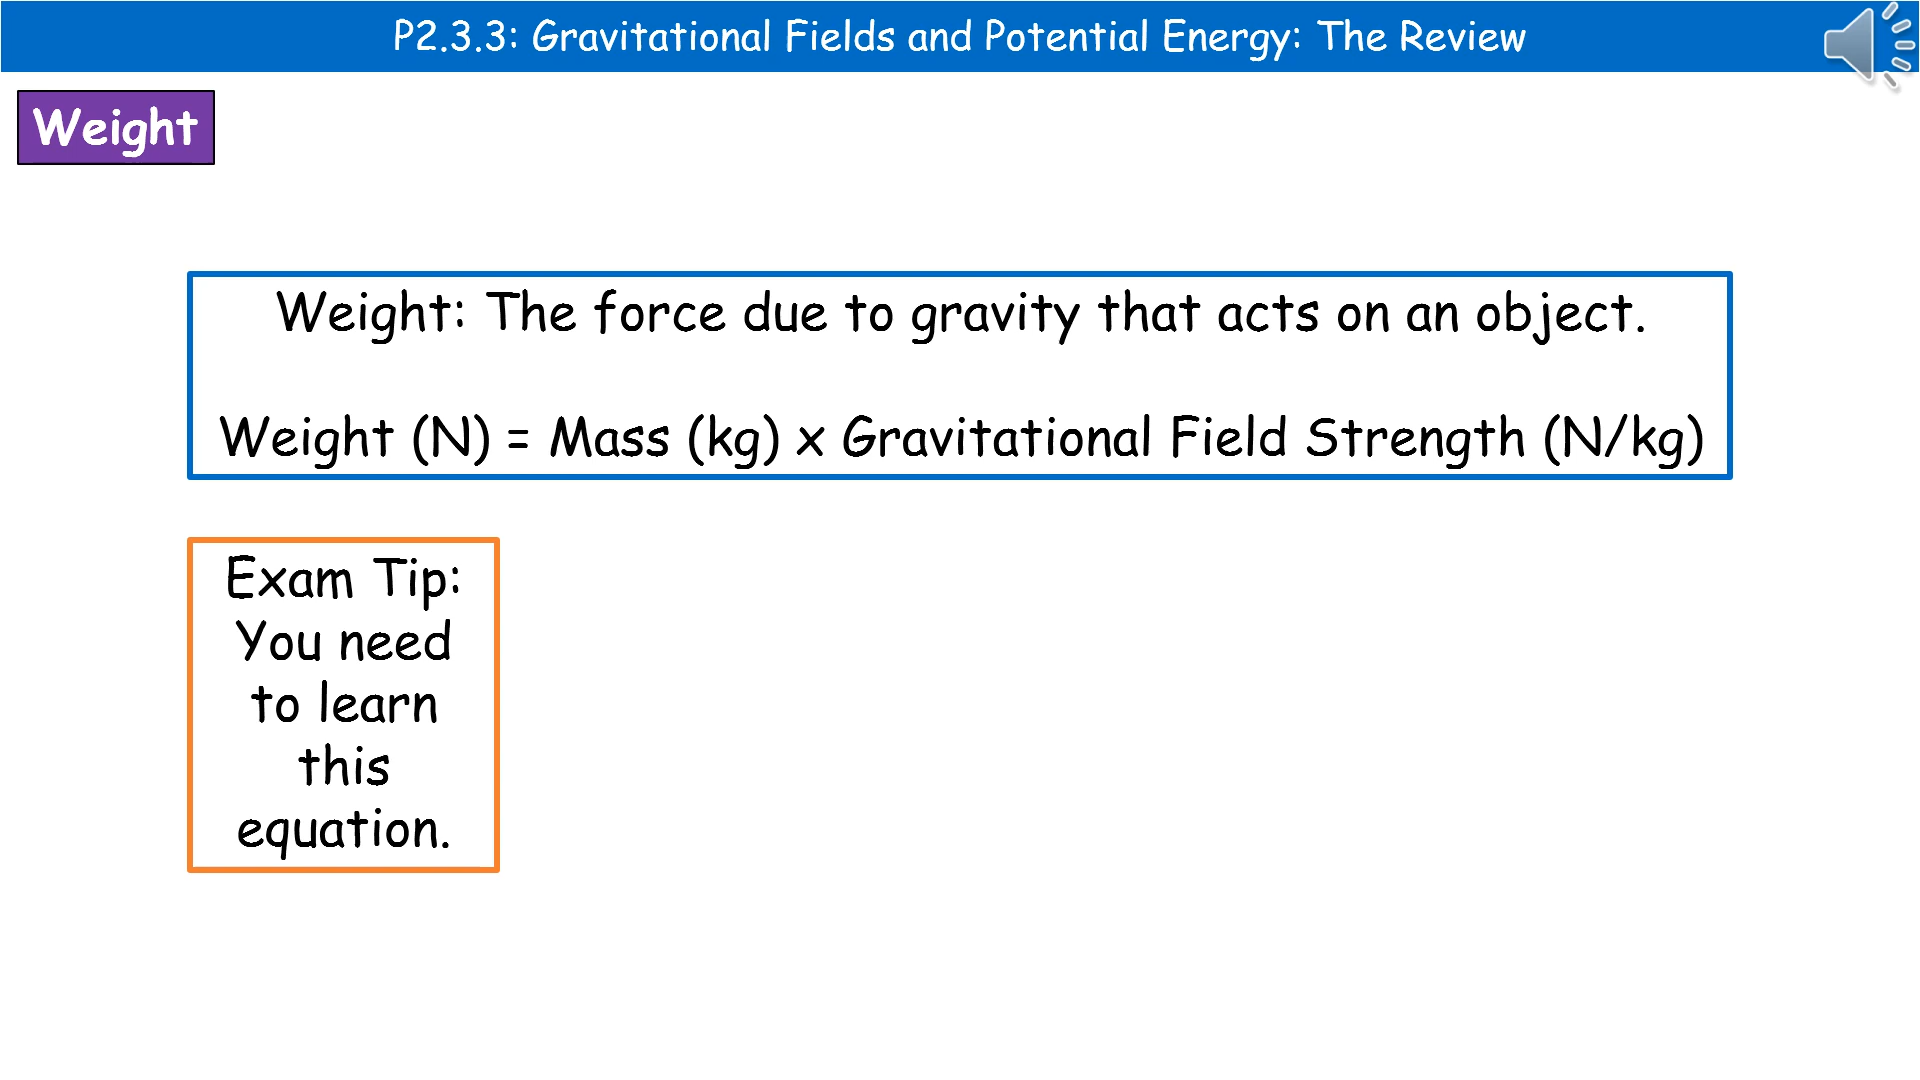 P2.3.3: Gravitational Fields and Potential Energy: The Review
Weight
Weight: The force due to gravity that acts on an object.
Weight (N) = Mass (kg) x Gravitational Field Strength (N/kg)
Exam Tip:
You need
to learn
this
equation.